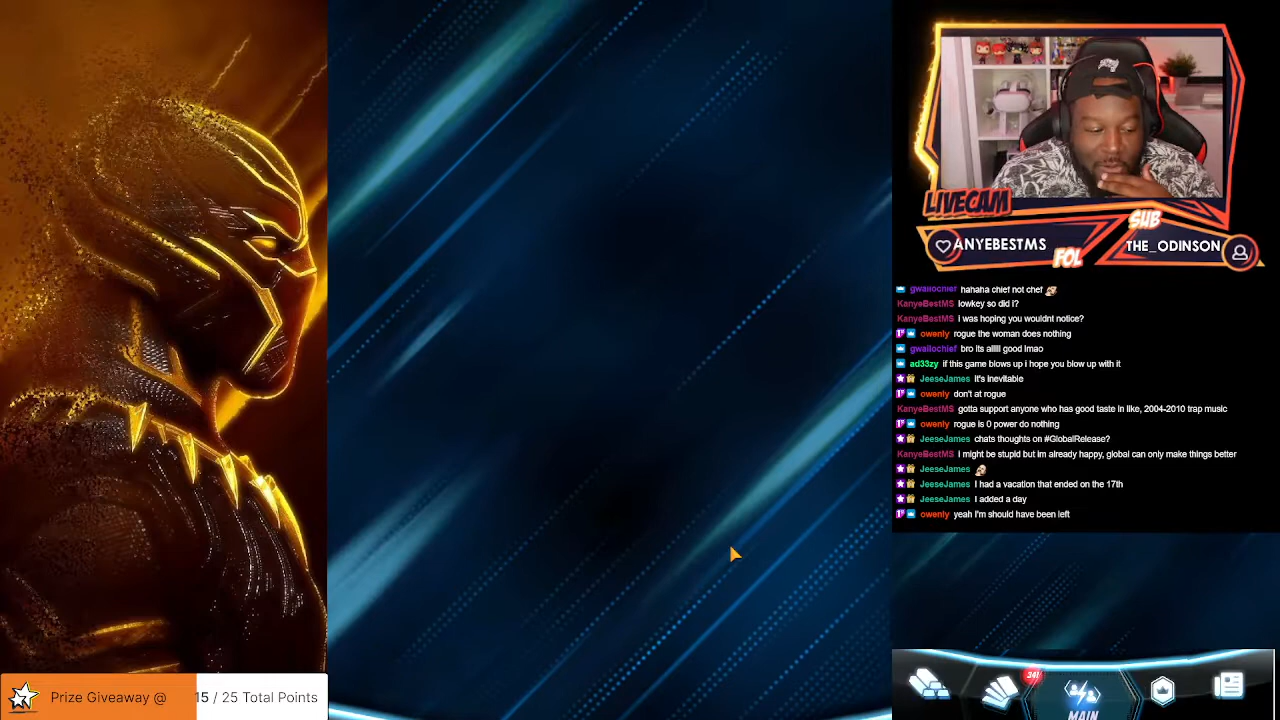 LIVECAM
ANYEBESTMS
FOL
SUB
THE_ODINSON
gwallochief hahaha chief not chef
KanyeBestMS lowkey so did i?
KanyeBestMS i was hoping you wouldnt notice?
owenly rogue the woman does nothing
gwallochief bro its alllll good lmao
ad33zy if this game blows up i hope you blow up with it
JeeseJames It's inevitable
owenly don't at rogue
KanyeBestMS gotta support anyone who has good taste in like, 2004-2010 trap music
owenly rogue is 0 power do nothing
JeeseJames chats thoughts on #GlobalRelease?
KanyeBestMS I might be stupid but im already happy, global can only make things better
JeeseJames
JeeseJames I had a vacation that ended on the 17th
JeeseJames I added a day
owenly yeah I'm should have been left
341
MAIN
Prize Giveaway @ 15 / 25 Total Points